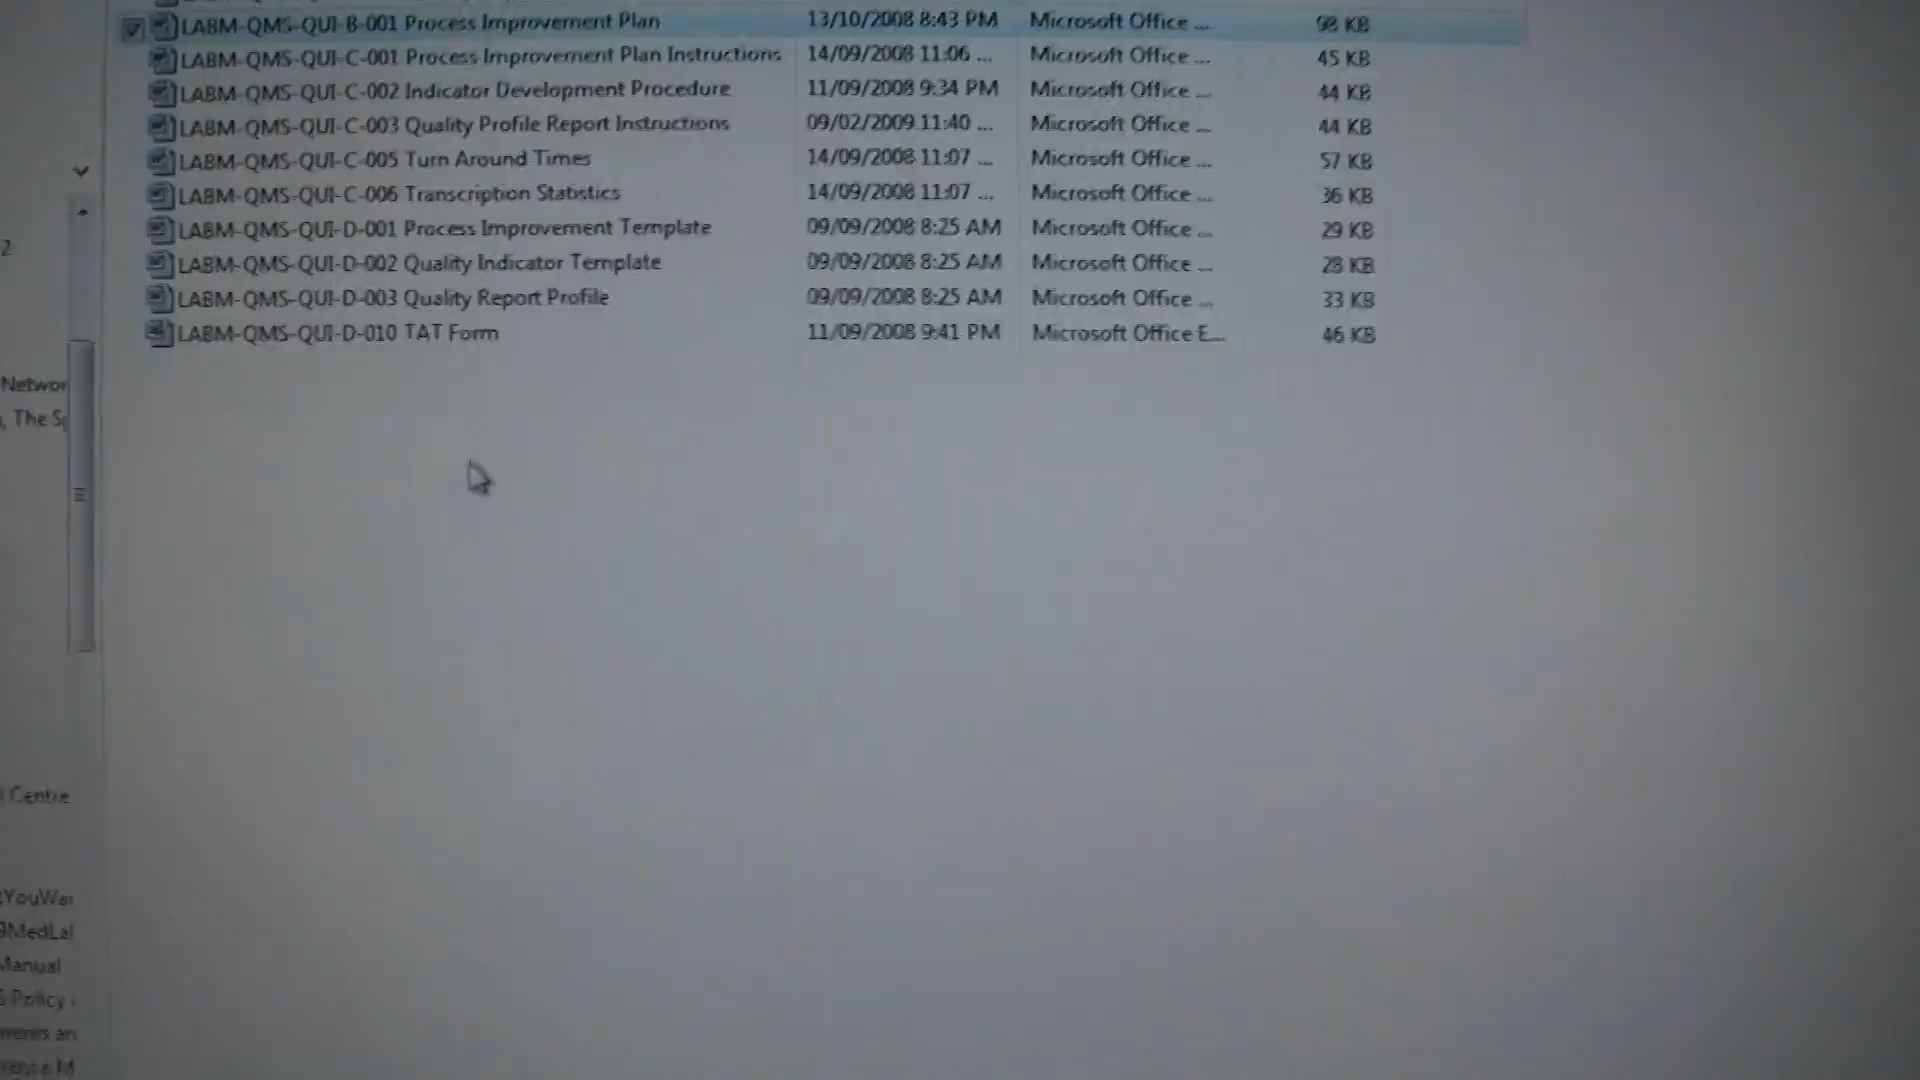 LABM-QMS-QUI-B-001 Process Improvement Plan 13/10/2008 8:43 PM Microsoft Office ... 98 KB
LABM-QMS-QUI-C-001 Process Improvement Plan Instructions 14/09/2008 11:06 ... Microsoft Office ... 45 KB
LABM-QMS-QUI-C-002 Indicator Development Procedure 11/09/2008 9:34 PM Microsoft Office ... 44 KB
LABM-QMS-QUI-C-003 Quality Profile Report Instructions 09/02/2009 11:40 ... Microsoft Office ... 44 KB
LABM-QMS-QUI-C-005 Turn Around Times 14/09/2008 11:07 ... Microsoft Office ... 57 KB
LABM-QMS-QUI-C-006 Transcription Statistics 14/09/2008 11:07 ... Microsoft Office ... 36 KB
LABM-QMS-QUI-D-001 Process Improvement Template 09/09/2008 8:25 AM Microsoft Office ... 29 KB
2
LABM-QMS-QUI-D-002 Quality Indicator Template 09/09/2008 8:25 AM Microsoft Office ... 28 KB
LABM-QMS-QUI-D-003 Quality Report Profile 09/09/2008 8:25 AM Microsoft Office ... 33 KB
LABM-QMS-QUI-D-010 TAT Form 11/09/2008 9:41 PM Microsoft Office E... 46 KB
Networ
, The S
Centre
YouWa
MedLa
Manual
Policy